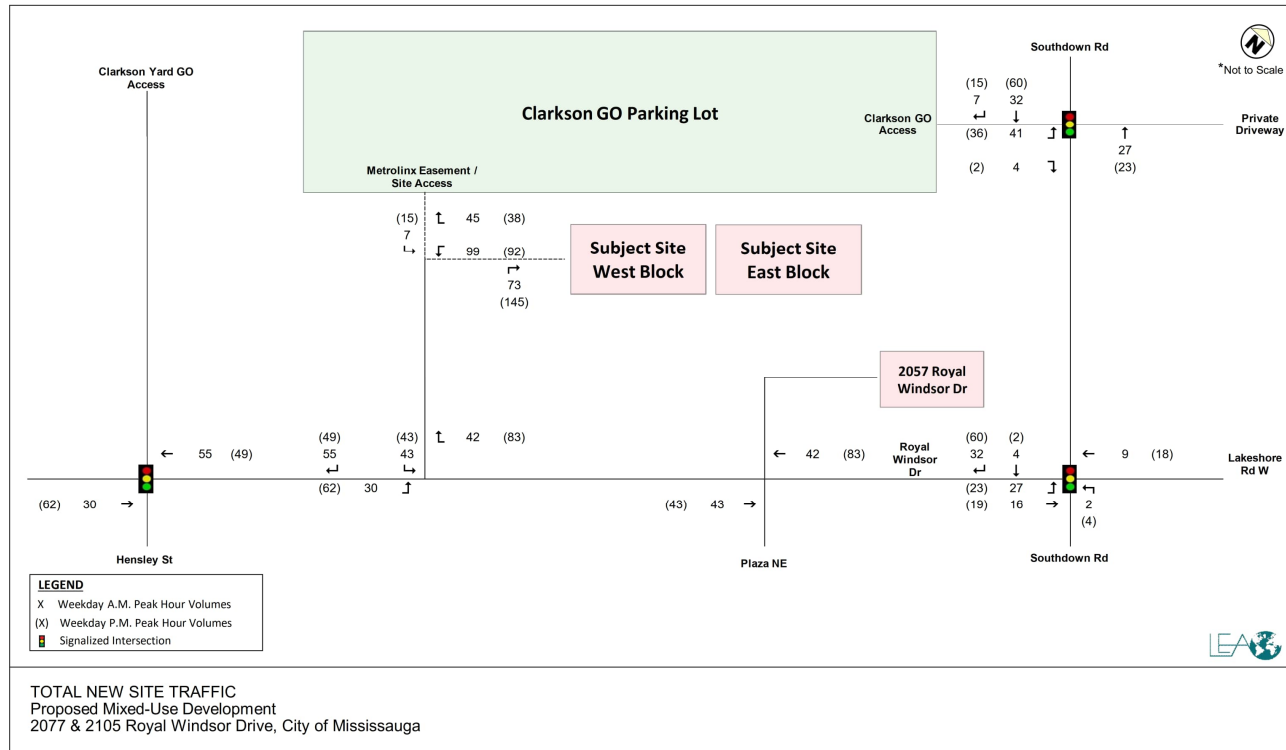 Clarkson Yard GO
Access
Clarkson GO Parking Lot
Southdown Rd
N
*Not to Scale
(15) (60)
7 32
Clarkson GO
Access
(36) 41
(2) 4
27
(23)
Private
Driveway
Metrolinx Easement /
Site Access
(15) 45 (38)
7
99 (92)
73
(145)
Subject Site
West Block
Subject Site
East Block
2057 Royal
Windsor Dr
55 (49)
(62) 30
(49) (43) 42 (83)
55 43
(62) 30
42 (83)
(43) 43
Royal
Windsor
Dr
(60) (2)
32 4
9 (18)
(23) 27
(19) 16
2
(4)
Lakeshore
Rd W
Hensley St
Plaza NE
Southdown Rd
LEGEND
X Weekday A.M. Peak Hour Volumes
(X) Weekday P.M. Peak Hour Volumes
Signalized Intersection
LEA
TOTAL NEW SITE TRAFFIC
Proposed Mixed-Use Development
2077 & 2105 Royal Windsor Drive, City of Mississauga